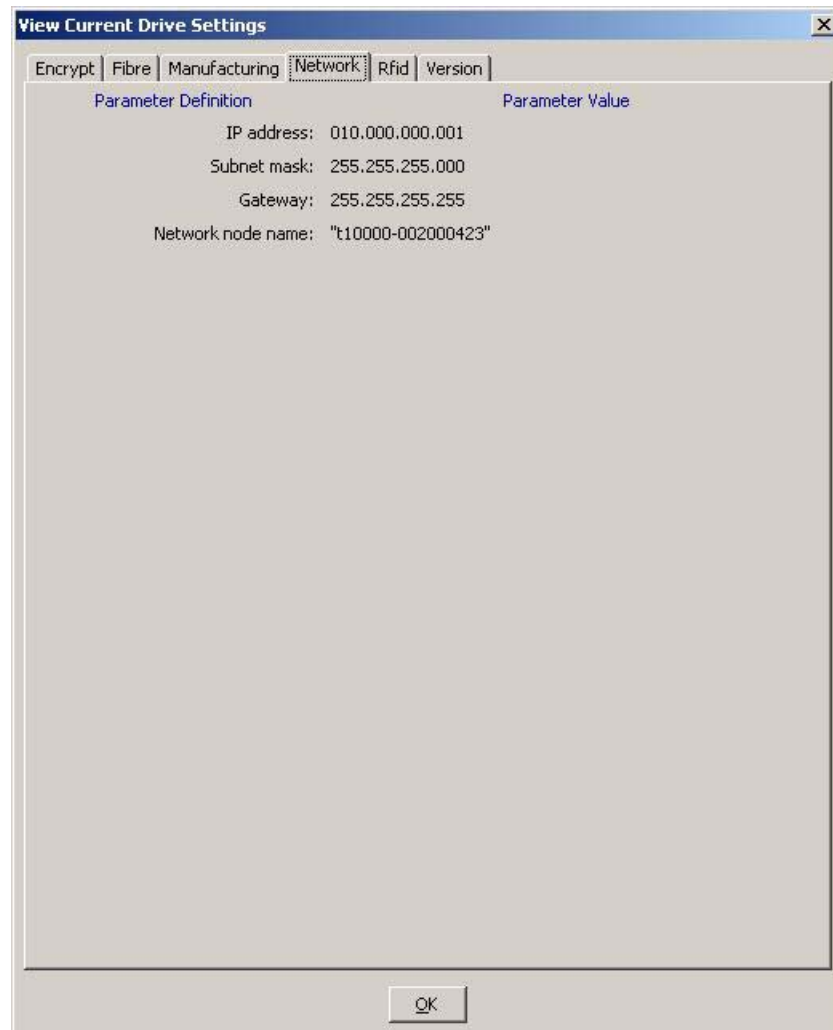 View Current Drive Settings
Encrypt Fibre Manufacturing Network Rfid Version
Parameter Definition Parameter Value
IP address: 010.000.000.001
Subnet mask: 255.255.255.000
Gateway: 255.255.255.255
Network node name: "t10000-002000423"
OK